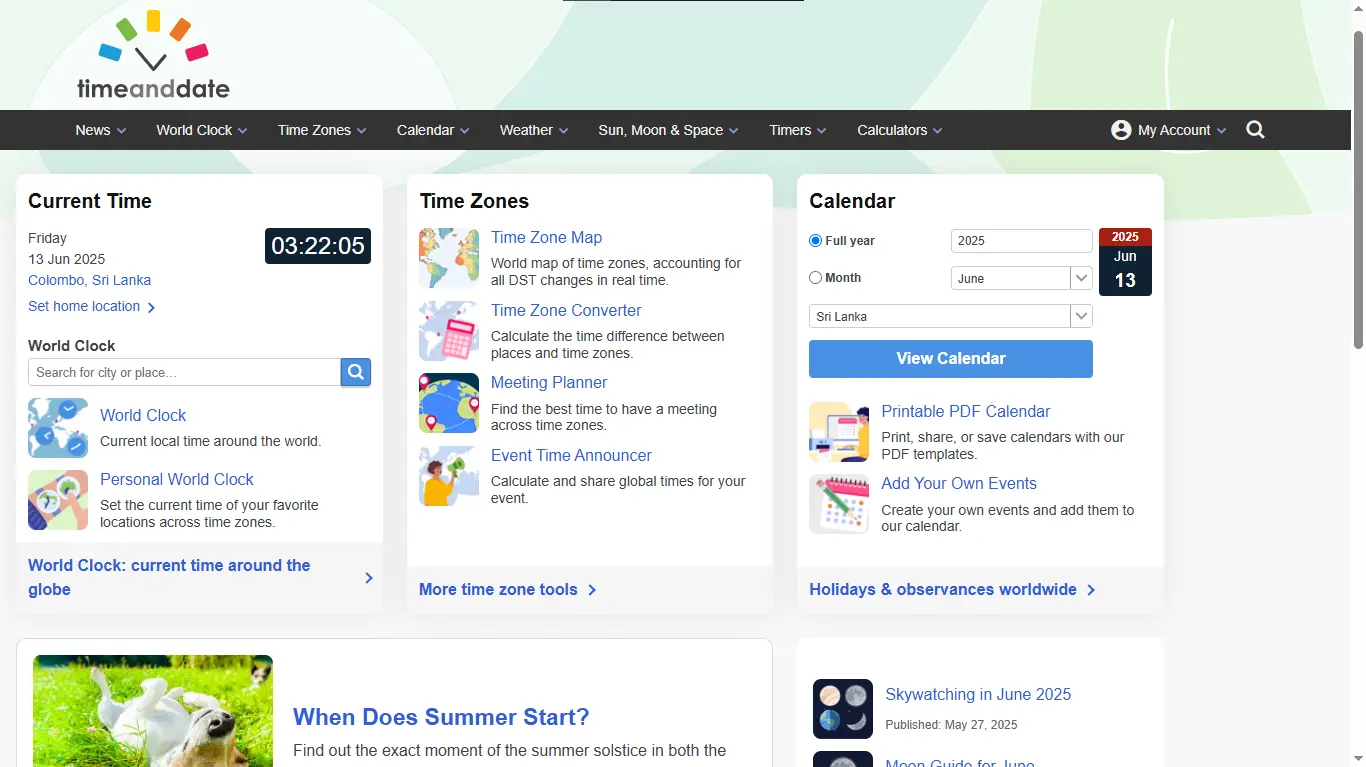 timeanddate
News World Clock Time Zones Calendar Weather Sun, Moon & Space Timers Calculators My Account
Current Time
Friday
03:22:05
13 Jun 2025
Colombo, Sri Lanka
Set home location
World Clock
Search for city or place...
World Clock
Current local time around the world.
Personal World Clock
Set the current time of your favorite
locations across time zones.
World Clock: current time around the
globe
Time Zones
Time Zone Map
World map of time zones, accounting for
all DST changes in real time.
Time Zone Converter
Calculate the time difference between
places and time zones.
Meeting Planner
Find the best time to have a meeting
across time zones.
Event Time Announcer
Calculate and share global times for your
event.
More time zone tools
Calendar
Full year 2025
Month June
2025
Jun
13
Sri Lanka
View Calendar
Printable PDF Calendar
Print, share, or save calendars with our
PDF templates.
Add Your Own Events
Create your own events and add them to
our calendar.
Holidays & observances worldwide
When Does Summer Start?
Find out the exact moment of the summer solstice in both the
Skywatching in June 2025
Published: May 27, 2025
Moon Guide for June